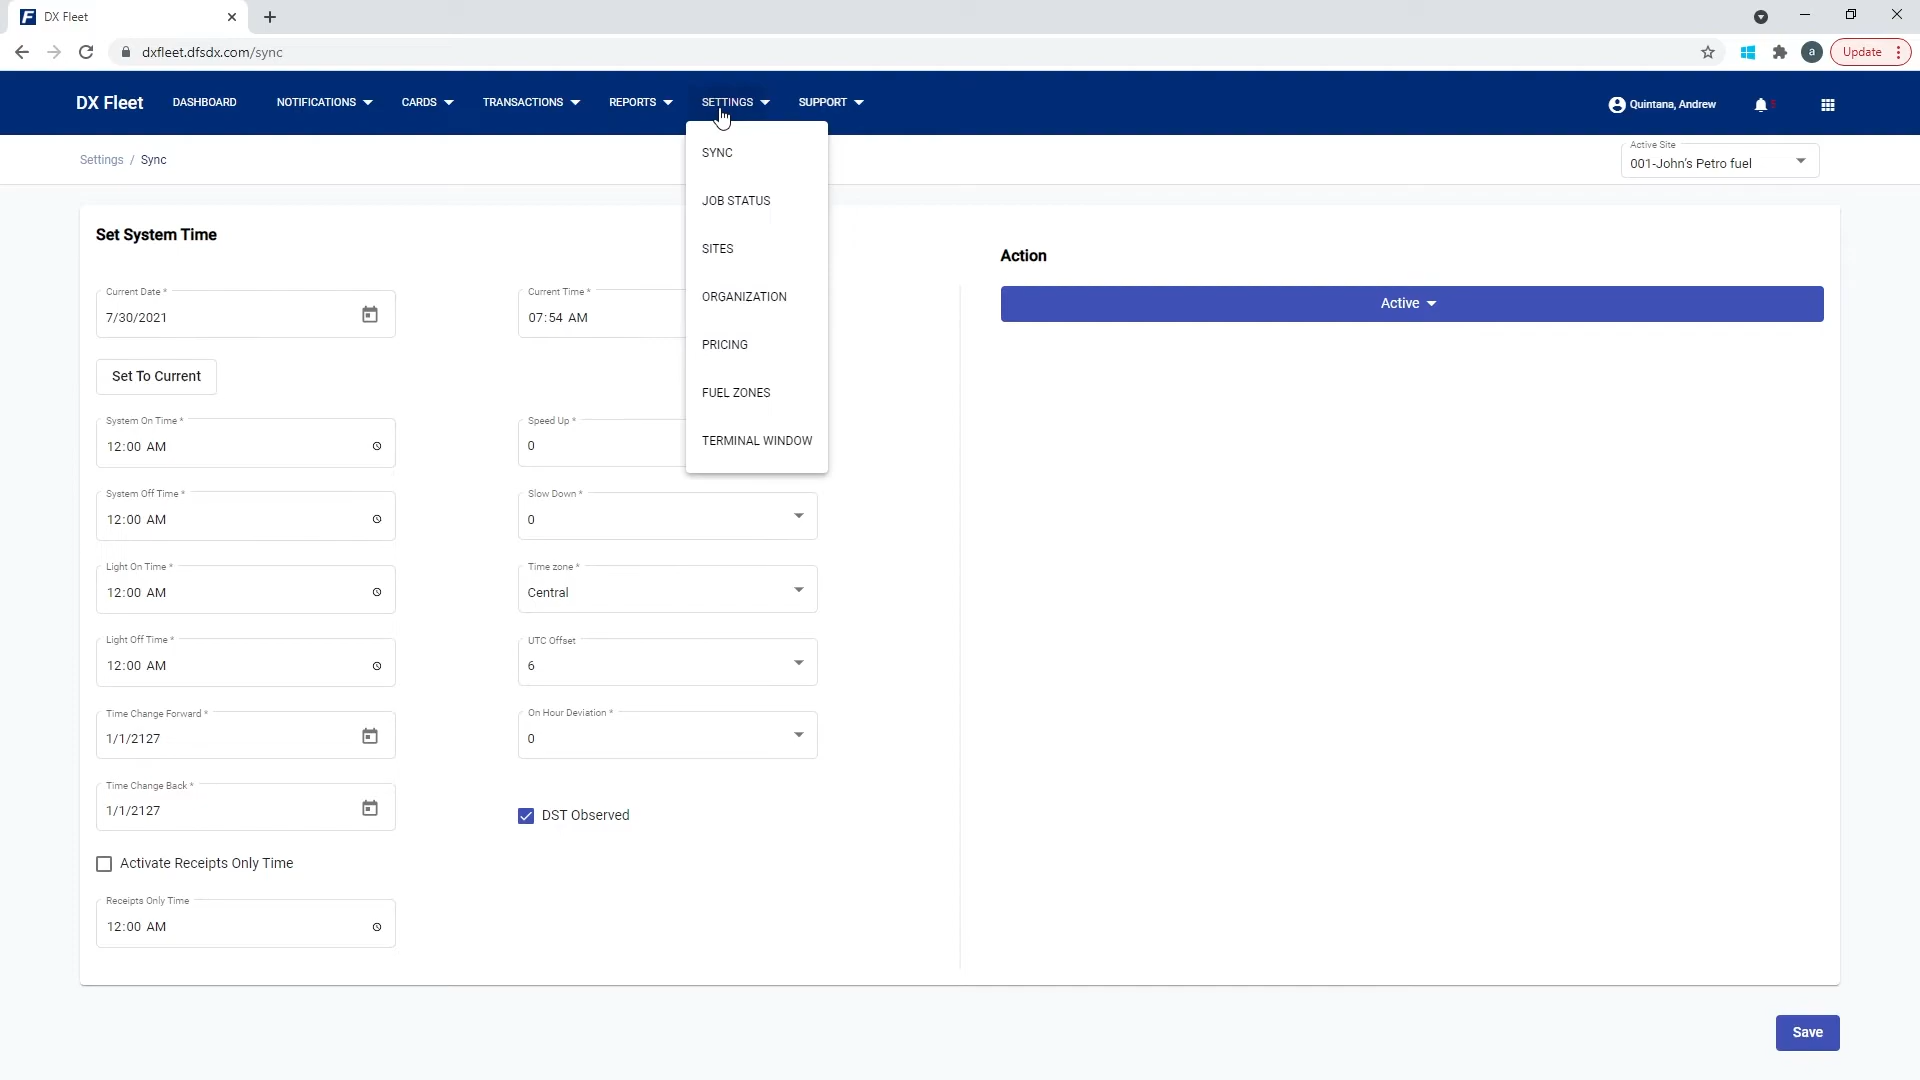 DX Fleet
dxfleet.dfsdx.com/sync
a
Update
DX Fleet
DASHBOARD
NOTIFICATIONS
CARDS
TRANSACTIONS
REPORTS
SETTINGS
SUPPORT
Quintana, Andrew
Settings / Sync
Active Site
001-John's Petro fuel
SYNC
JOB STATUS
SITES
ORGANIZATION
PRICING
FUEL ZONES
TERMINAL WINDOW
Set System Time
Current Date *
7/30/2021
Current Time *
07:54 AM
Set To Current
System On Time *
12:00 AM
Speed Up *
0
System Off Time *
12:00 AM
Slow Down *
0
Light On Time *
12:00 AM
Time zone *
Central
Light Off Time *
12:00 AM
UTC Offset
6
Time Change Forward *
1/1/2127
On Hour Deviation *
0
Time Change Back *
1/1/2127
DST Observed
Activate Receipts Only Time
Receipts Only Time
12:00 AM
Action
Active
Save